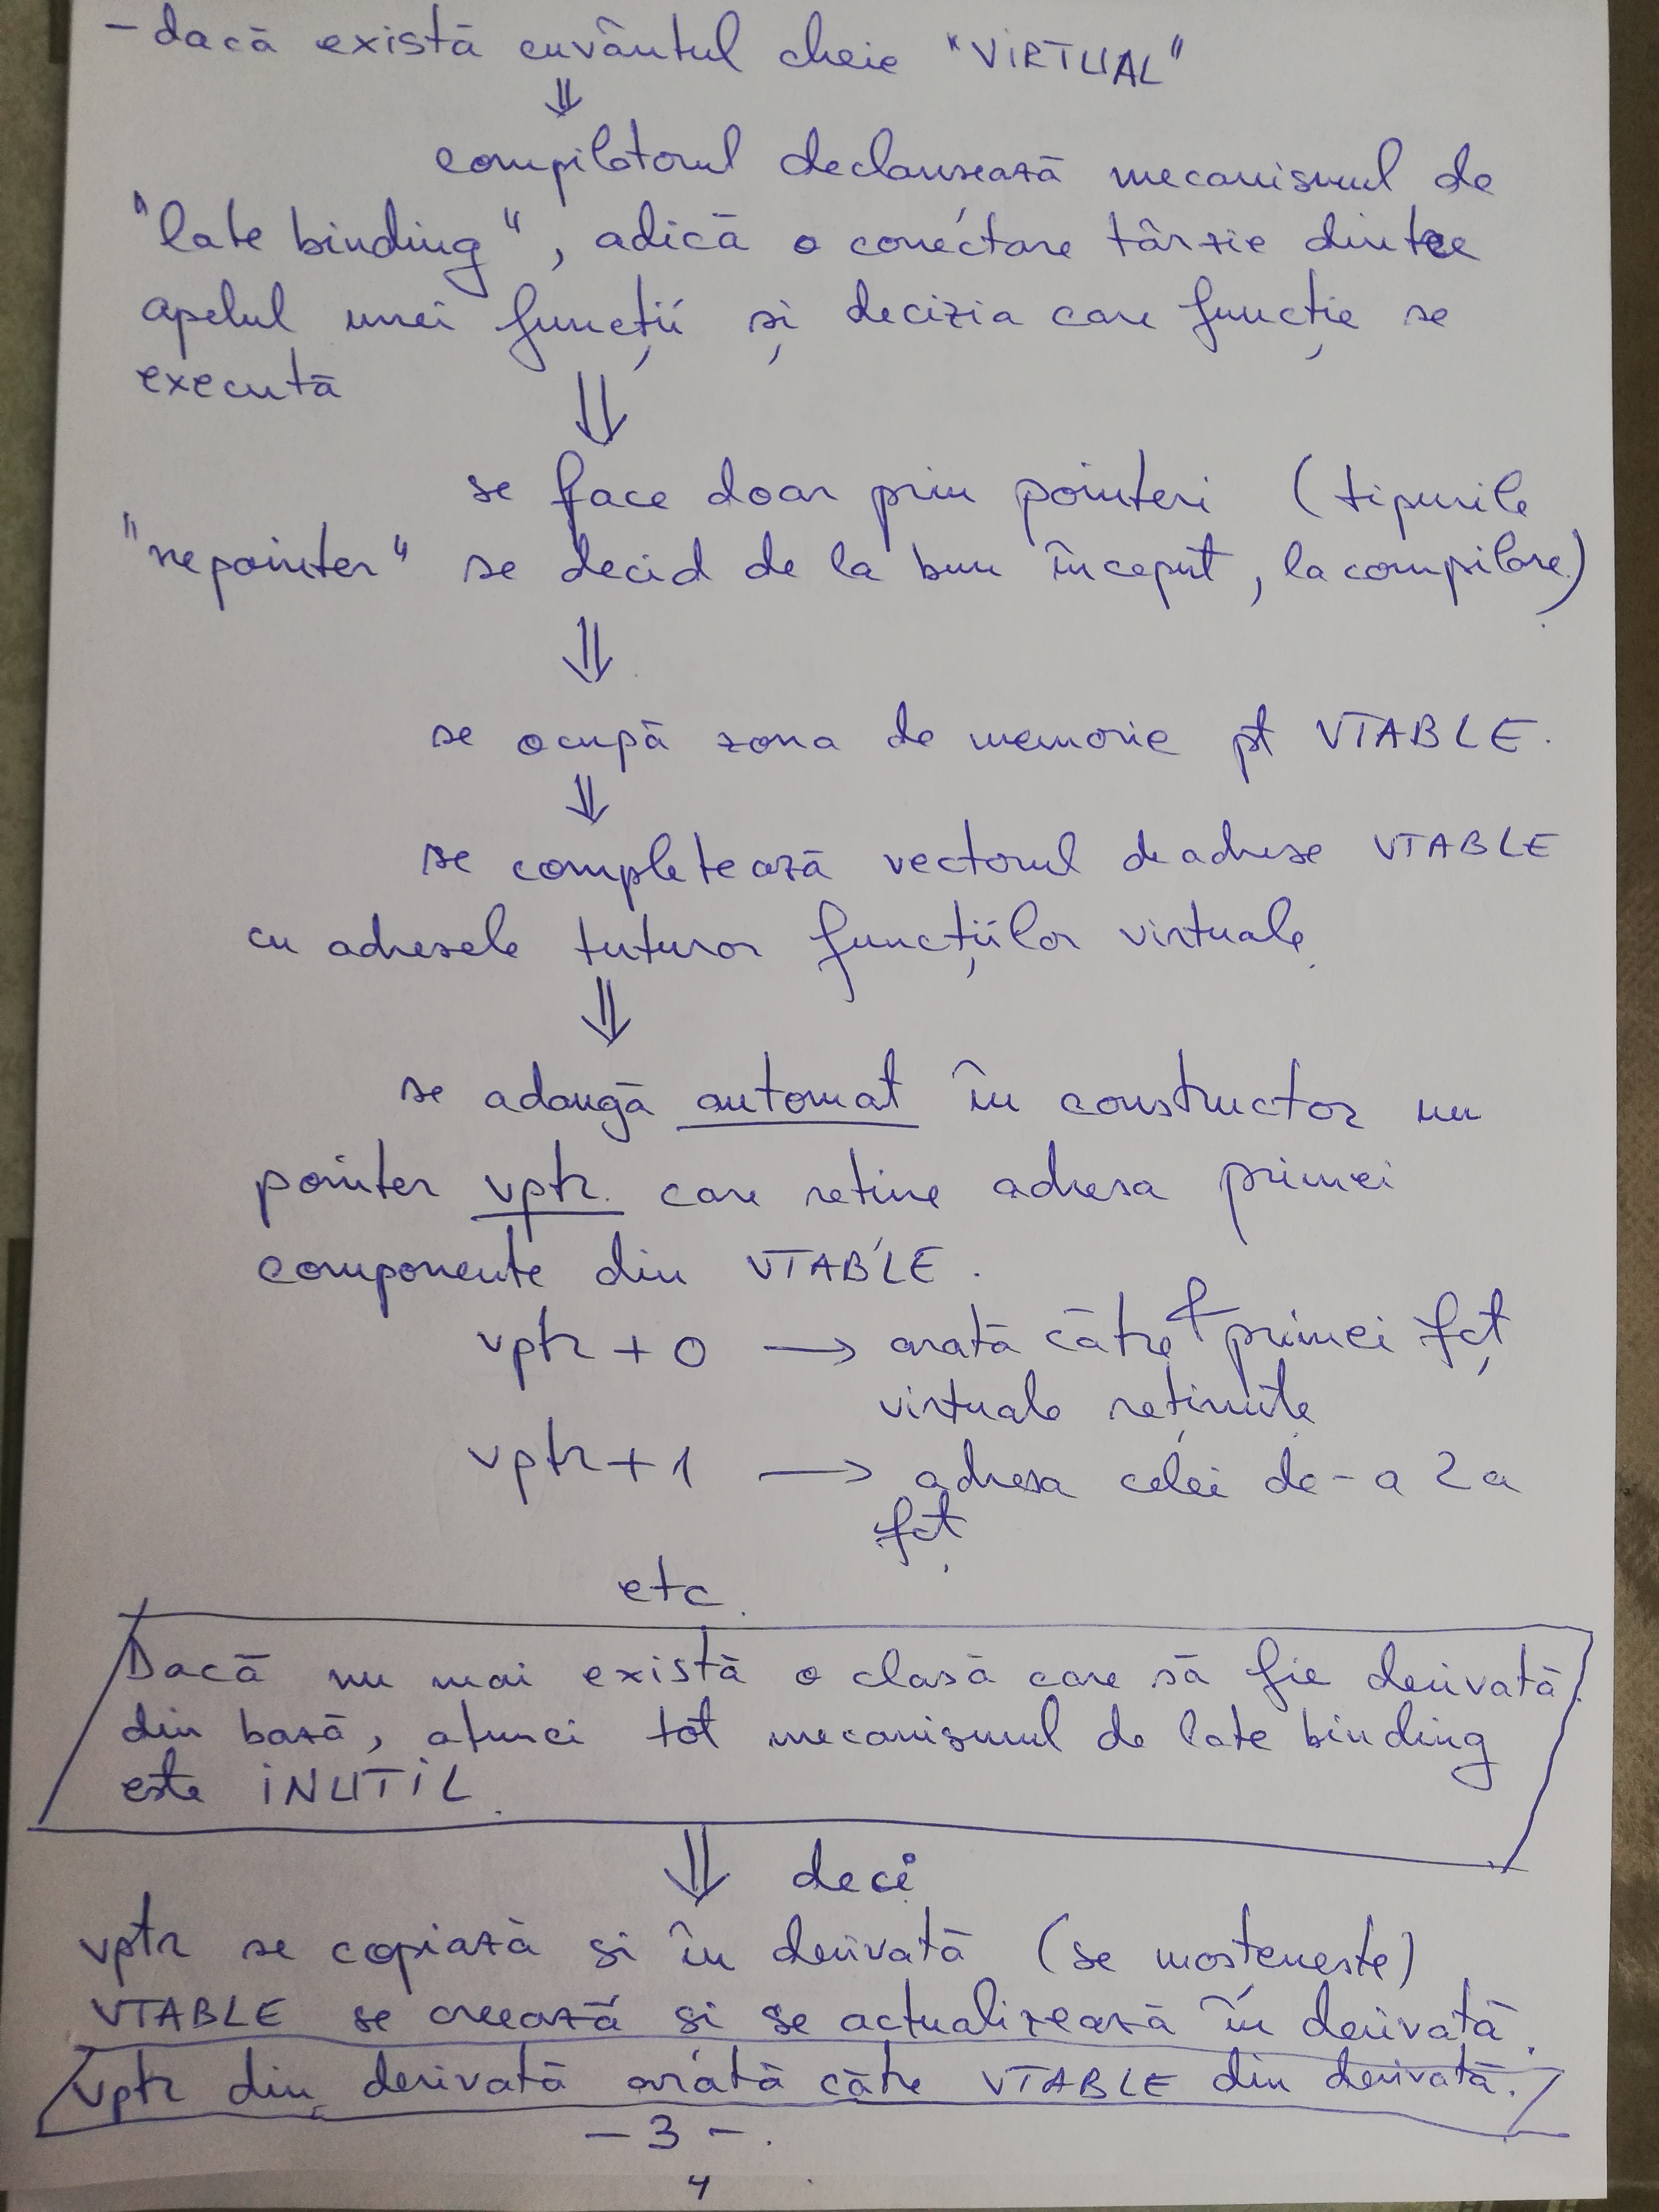 - dacă există cuvântul cheie "VIRTUAL"
⇓
compilatorul declanșează mecanismul de
"late binding", adică o conectare târzie dintre
apelul unei funcții și decizia care funcție se
execută
⇓
se face doar prin pointeri (tipurile
"nepointer" se decid de la bun început, la compilare)
⇓
se ocupă zona de memorie pt VTABLE.
⇓
se completează vectorul de adrese VTABLE
cu adresele tuturor funcțiilor virtuale.
⇓
se adaugă automat în constructor un
pointer vptr. care retine adresa primei
componente din VTABLE.
vptr + 0 → arată către primei fcț
virtuale reținute
vptr + 1 → adresa celei de-a 2a
fcț
etc.
Dacă nu mai există o clasă care să fie derivată
din bază, atunci tot mecanismul de late binding
este INUTIL.
⇓ deci
vptr se copiază si în derivată (se mosteneste)
VTABLE se creează si se actualizează în derivată.
vptr din derivată arată către VTABLE din derivată.
- 3 - .
4